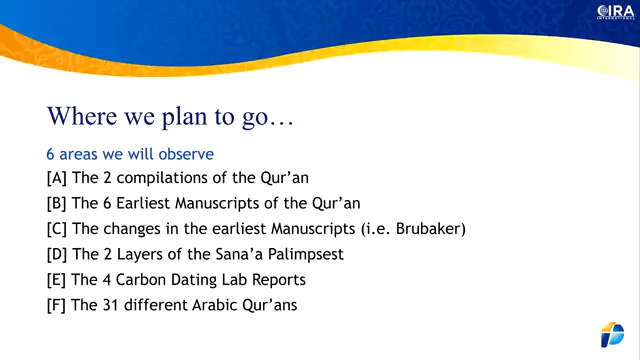 CIRA
INTERNATIONAL
Where we plan to go…
6 areas we will observe
[A] The 2 compilations of the Qur’an
[B] The 6 Earliest Manuscripts of the Qur’an
[C] The changes in the earliest Manuscripts (i.e. Brubaker)
[D] The 2 Layers of the Sana’a Palimpsest
[E] The 4 Carbon Dating Lab Reports
[F] The 31 different Arabic Qur’ans